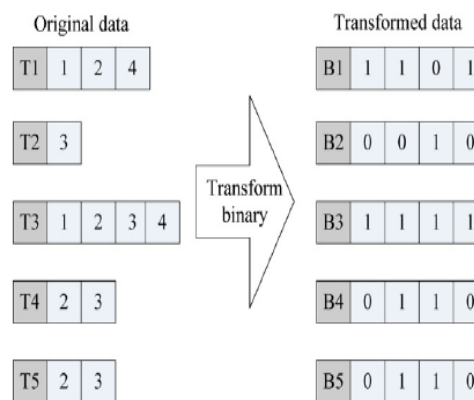 Original data
Transformed data
T1 1 2 4
B1 1 1 0 1
T2 3
B2 0 0 1 0
Transform
binary
T3 1 2 3 4
B3 1 1 1 1
T4 2 3
B4 0 1 1 0
T5 2 3
B5 0 1 1 0